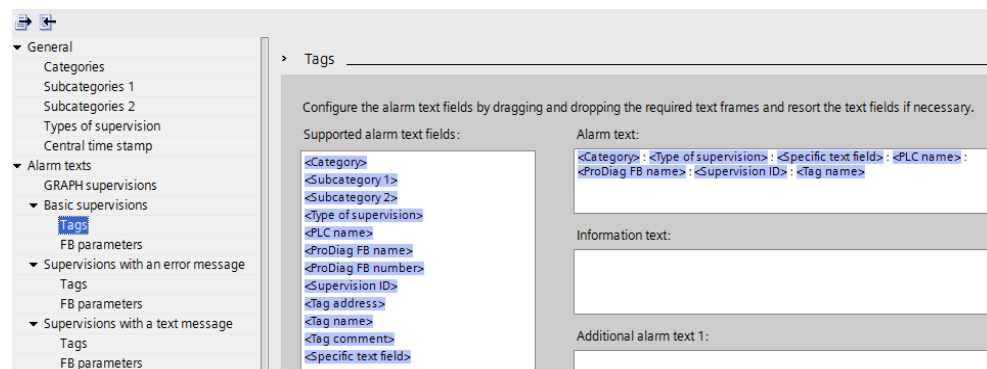 General
Categories
Subcategories 1
Subcategories 2
Types of supervision
Central time stamp
Alarm texts
GRAPH supervisions
Basic supervisions
Tags
FB parameters
Supervisions with an error message
Tags
FB parameters
Supervisions with a text message
Tags
FB parameters
Tags
Configure the alarm text fields by dragging and dropping the required text frames and resort the text fields if necessary.
Supported alarm text fields:
<Category>
<Subcategory 1>
<Subcategory 2>
<Type of supervision>
<PLC name>
<ProDiag FB name>
<ProDiag FB number>
<Supervision ID>
<Tag address>
<Tag name>
<Tag comment>
<Specific text field>
Alarm text:
<Category> : <Type of supervision> : <Specific text field> : <PLC name> :
<ProDiag FB name> : <Supervision ID> : <Tag name>
Information text:
Additional alarm text 1: